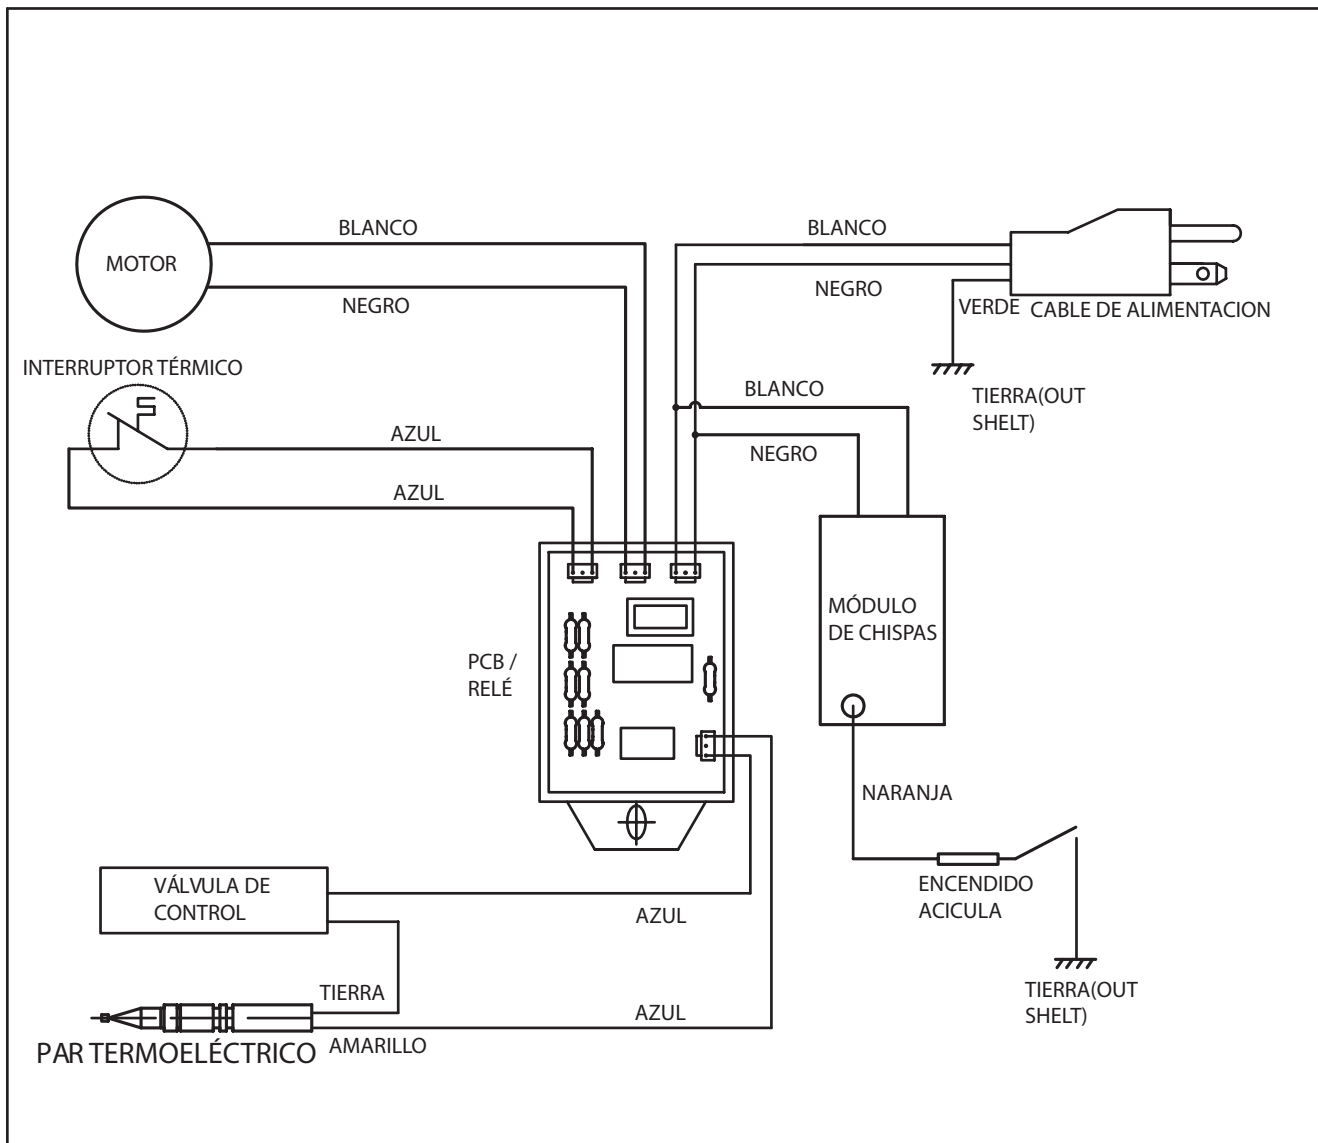 BLANCO
BLANCO
MOTOR
NEGRO
NEGRO
VERDE
CABLE DE ALIMENTACION
INTERRUPTOR TÉRMICO
BLANCO
TIERRA(OUT
SHELT)
AZUL
NEGRO
AZUL
MÓDULO
DE CHISPAS
PCB /
RELÉ
NARANJA
VÁLVULA DE
CONTROL
ENCENDIDO
ACICULA
AZUL
TIERRA
TIERRA(OUT
SHELT)
AZUL
PAR TERMOELÉCTRICO
AMARILLO